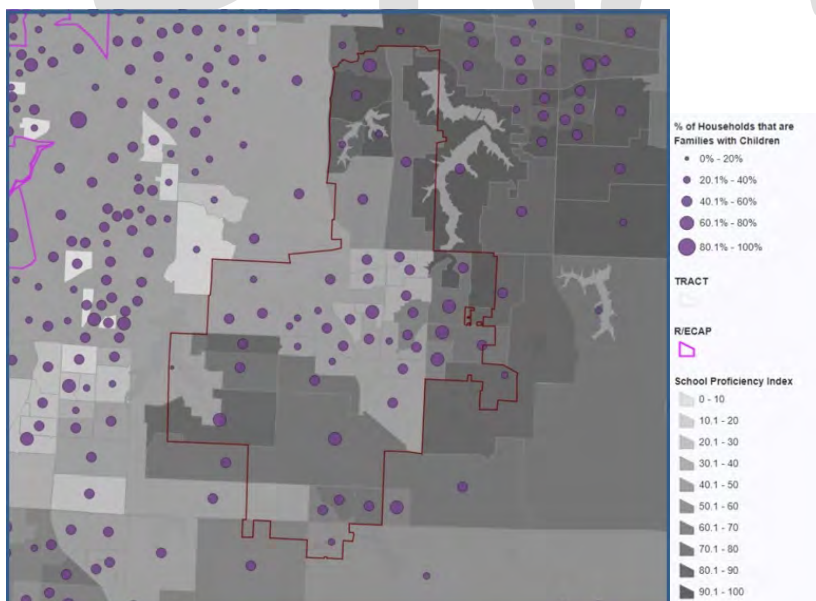 % of Households that are
Families with Children
0% - 20%
20.1% - 40%
40.1% - 60%
60.1% - 80%
80.1% - 100%
TRACT
R/ECAP
School Proficiency Index
0 - 10
10.1 - 20
20.1 - 30
30.1 - 40
40.1 - 50
50.1 - 60
60.1 - 70
70.1 - 80
80.1 - 90
90.1 - 100